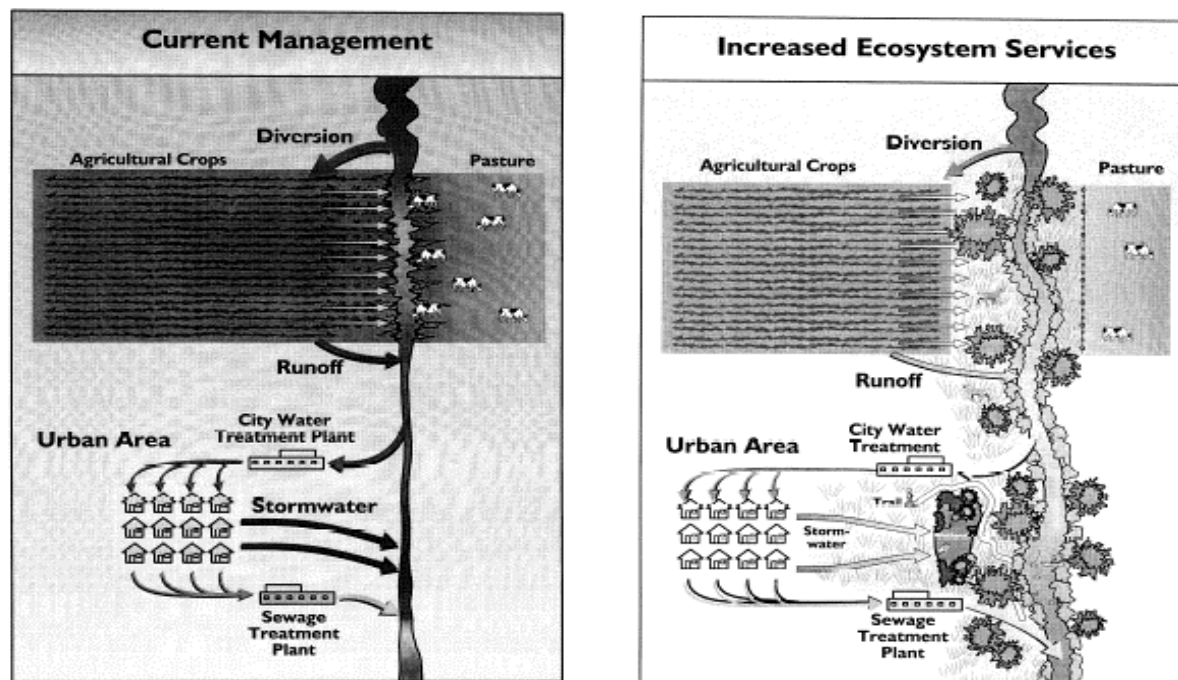 Current Management
Diversion
Agricultural Crops
Pasture
Runoff
City Water
Treatment Plant
Urban Area
Stormwater
Sewage
Treatment
Plant
Increased Ecosystem Services
Diversion
Agricultural Crops
Pasture
Runoff
City Water
Treatment
Urban Area
Trail
Storm-
water
Sewage
Treatment
Plant